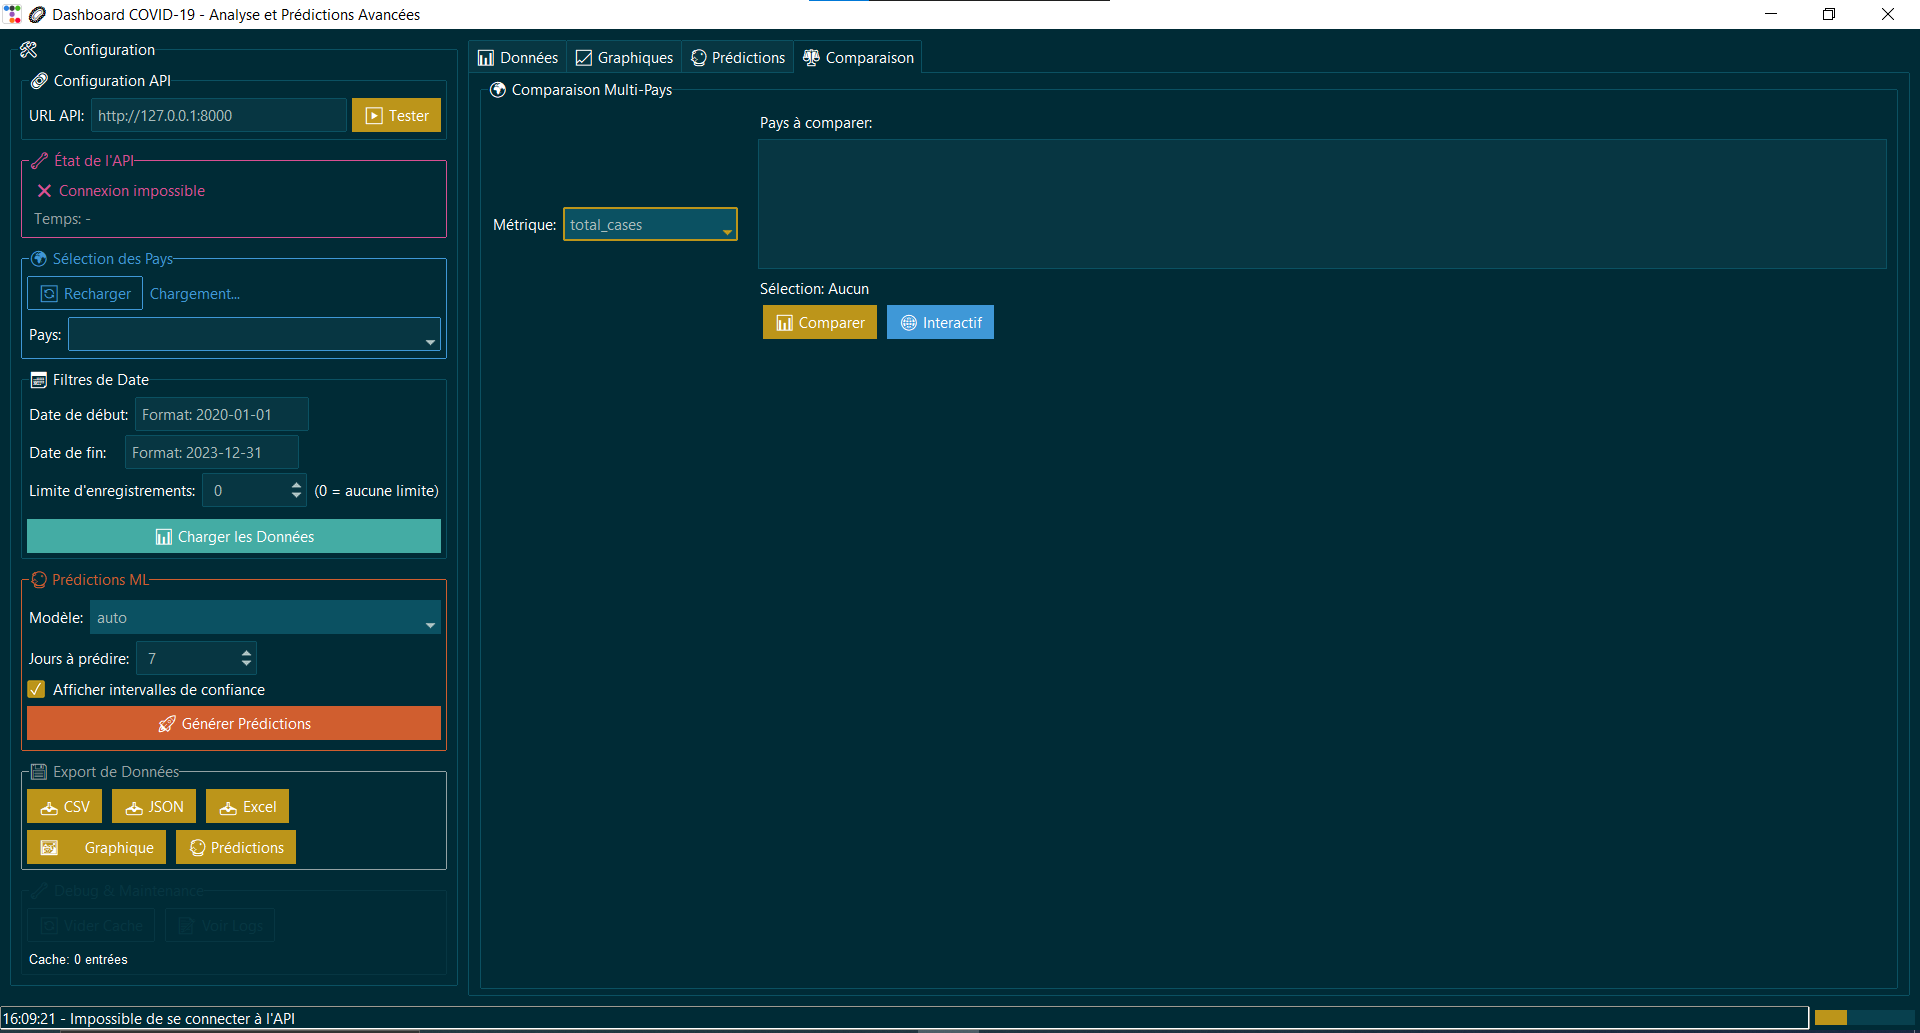 Dashboard COVID-19 - Analyse et Prédictions Avancées
Configuration
Configuration API
URL API: http://127.0.0.1:8000 Tester
État de l'API
Connexion impossible
Temps: -
Sélection des Pays
Recharger Chargement...
Pays:
Filtres de Date
Date de début: Format: 2020-01-01
Date de fin: Format: 2023-12-31
Limite d'enregistrements: 0 (0 = aucune limite)
Charger les Données
Prédictions ML
Modèle: auto
Jours à prédire: 7
Afficher intervalles de confiance
Générer Prédictions
Export de Données
CSV JSON Excel
Graphique Prédictions
Debug & Maintenance
Vider Cache Voir Logs
Cache: 0 entrées
Données Graphiques Prédictions Comparaison
Comparaison Multi-Pays
Pays à comparer:
Métrique: total_cases
Sélection: Aucun
Comparer Interactif
16:09:21 - Impossible de se connecter à l'API